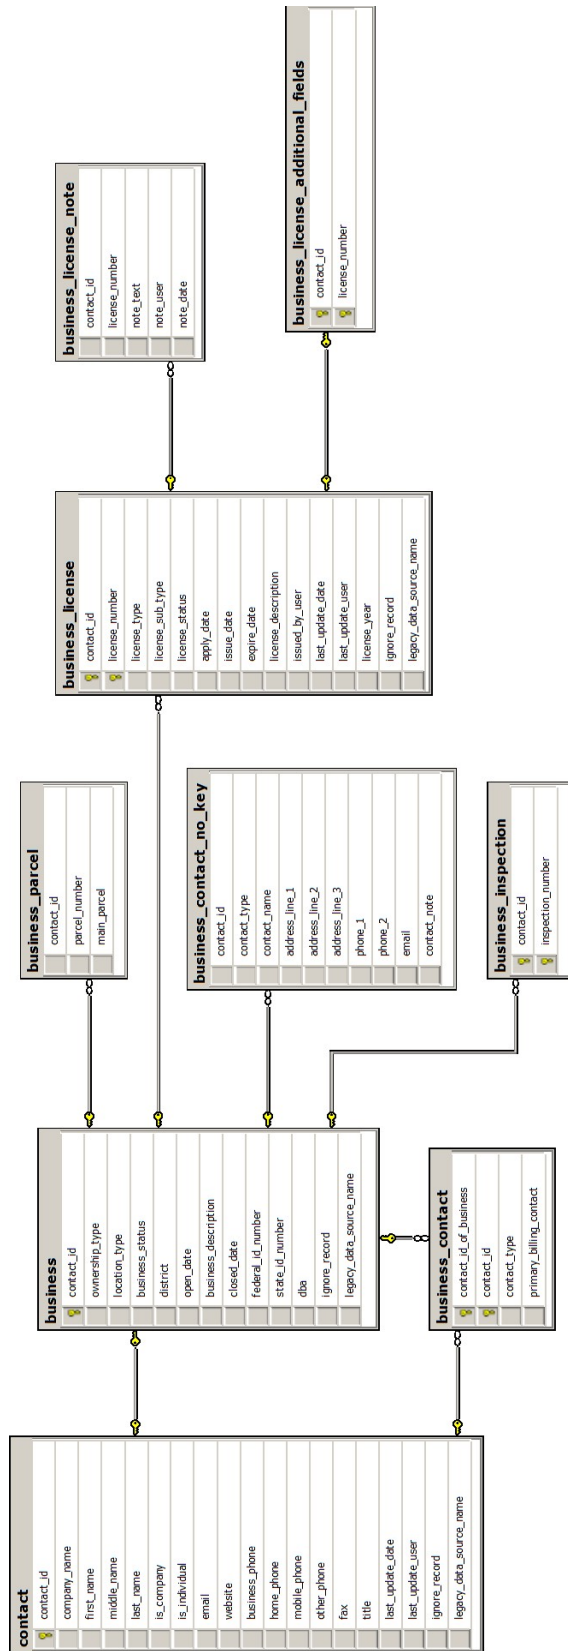 contact
contact_id
company_name
first_name
middle_name
last_name
is_company
is_individual
email
website
business_phone
home_phone
mobile_phone
other_phone
fax
title
last_update_date
last_update_user
ignore_record
legacy_data_source_name
business
contact_id
ownership_type
location_type
business_status
district
open_date
business_description
closed_date
federal_id_number
state_id_number
dba
ignore_record
legacy_data_source_name
business_contact
contact_id_of_business
contact_id
contact_type
primary_billing_contact
business_parcel
contact_id
parcel_number
main_parcel
business_contact_no_key
contact_id
contact_type
contact_name
address_line_1
address_line_2
address_line_3
phone_1
phone_2
email
contact_note
business_inspection
contact_id
inspection_number
business_license
contact_id
license_number
license_type
license_sub_type
license_status
apply_date
issue_date
expire_date
license_description
issued_by_user
last_update_date
last_update_user
license_year
ignore_record
legacy_data_source_name
business_license_note
contact_id
license_number
note_text
note_user
note_date
business_license_additional_fields
contact_id
license_number